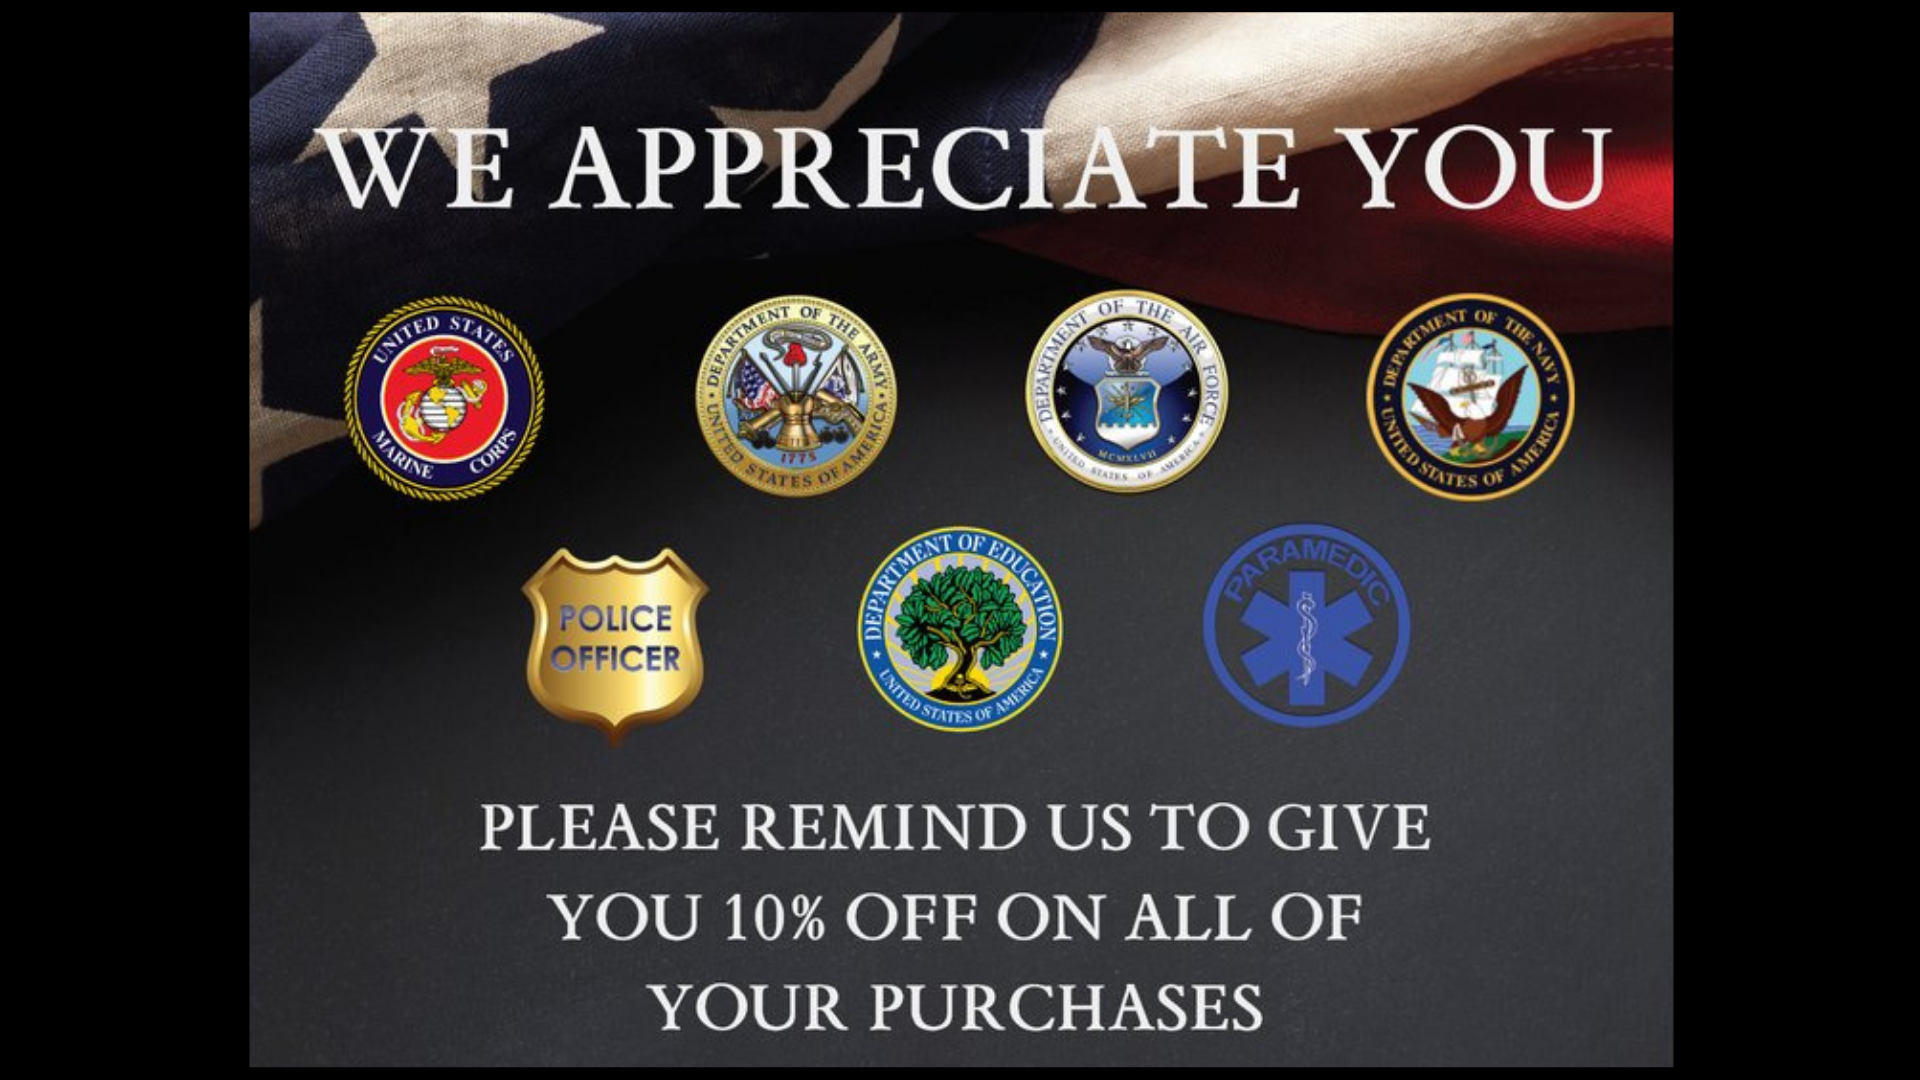 WE APPRECIATE YOU
UNITED STATES
MARINE CORPS
DEPARTMENT OF THE ARMY
UNITED STATES OF AMERICA
1775
DEPARTMENT OF THE AIR FORCE
UNITED STATES OF AMERICA
MCMXLVII
DEPARTMENT OF THE NAVY
UNITED STATES OF AMERICA
POLICE
OFFICER
DEPARTMENT OF EDUCATION
UNITED STATES OF AMERICA
PARAMEDIC
PLEASE REMIND US TO GIVE
YOU 10% OFF ON ALL OF
YOUR PURCHASES